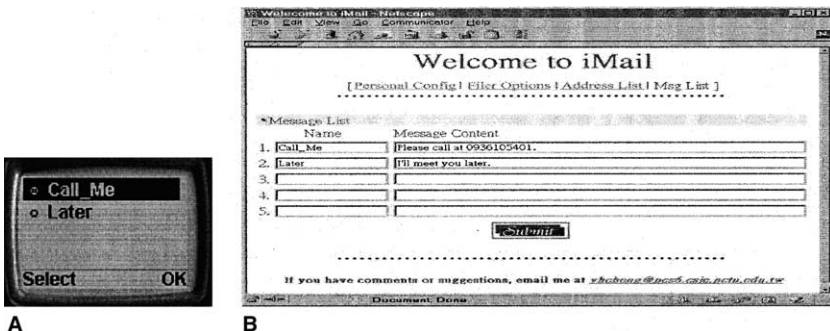 Call_Me
Later
Select OK
A
Welcome to iMail - Netscape
File Edit View Go Communicator Help
Welcome to iMail
[ Personal Config | Filer Options | Address List | Msg List ]
Message List
Name Message Content
1. Call_Me Please call at 0936105401.
2. Later I'll meet you later.
3.
4.
5.
Submit
If you have comments or suggestions, email me at
Document: Done
B